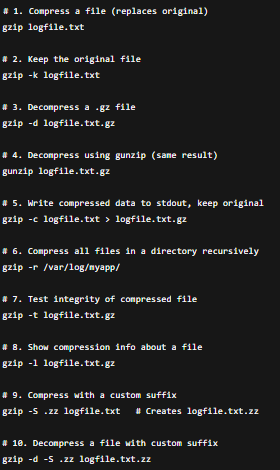 # 1. Compress a file (replaces original)
gzip logfile.txt
# 2. Keep the original file
gzip -k logfile.txt
# 3. Decompress a .gz file
gzip -d logfile.txt.gz
# 4. Decompress using gunzip (same result)
gunzip logfile.txt.gz
# 5. Write compressed data to stdout, keep original
gzip -c logfile.txt > logfile.txt.gz
# 6. Compress all files in a directory recursively
gzip -r /var/log/myapp/
# 7. Test integrity of compressed file
gzip -t logfile.txt.gz
# 8. Show compression info about a file
gzip -l logfile.txt.gz
# 9. Compress with a custom suffix
gzip -S .zz logfile.txt   # Creates logfile.txt.zz
# 10. Decompress a file with custom suffix
gzip -d -S .zz logfile.txt.zz